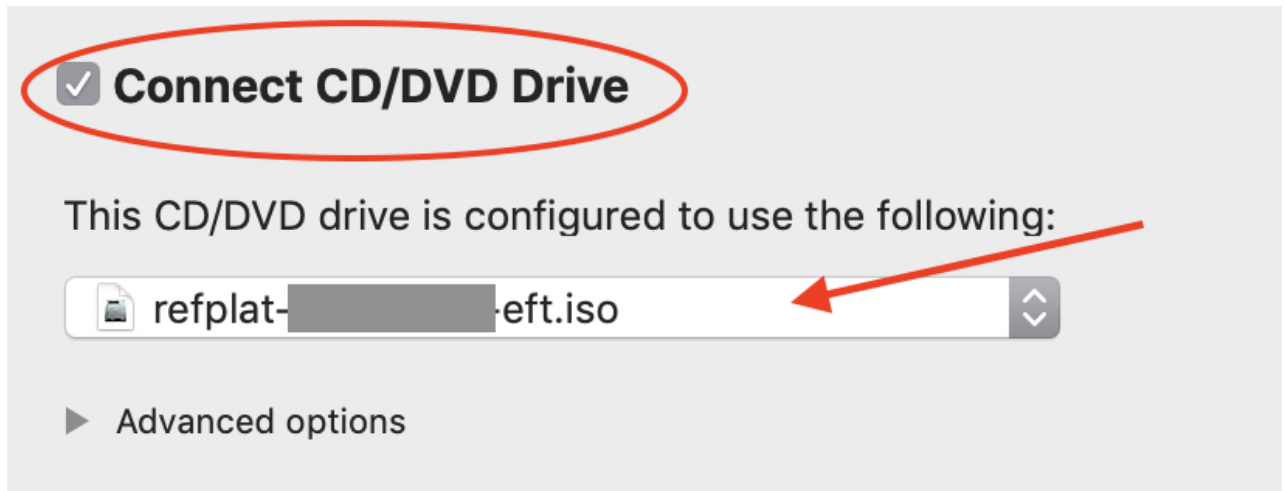 Connect CD/DVD Drive
This CD/DVD drive is configured to use the following:
refplat- -eft.iso
Advanced options